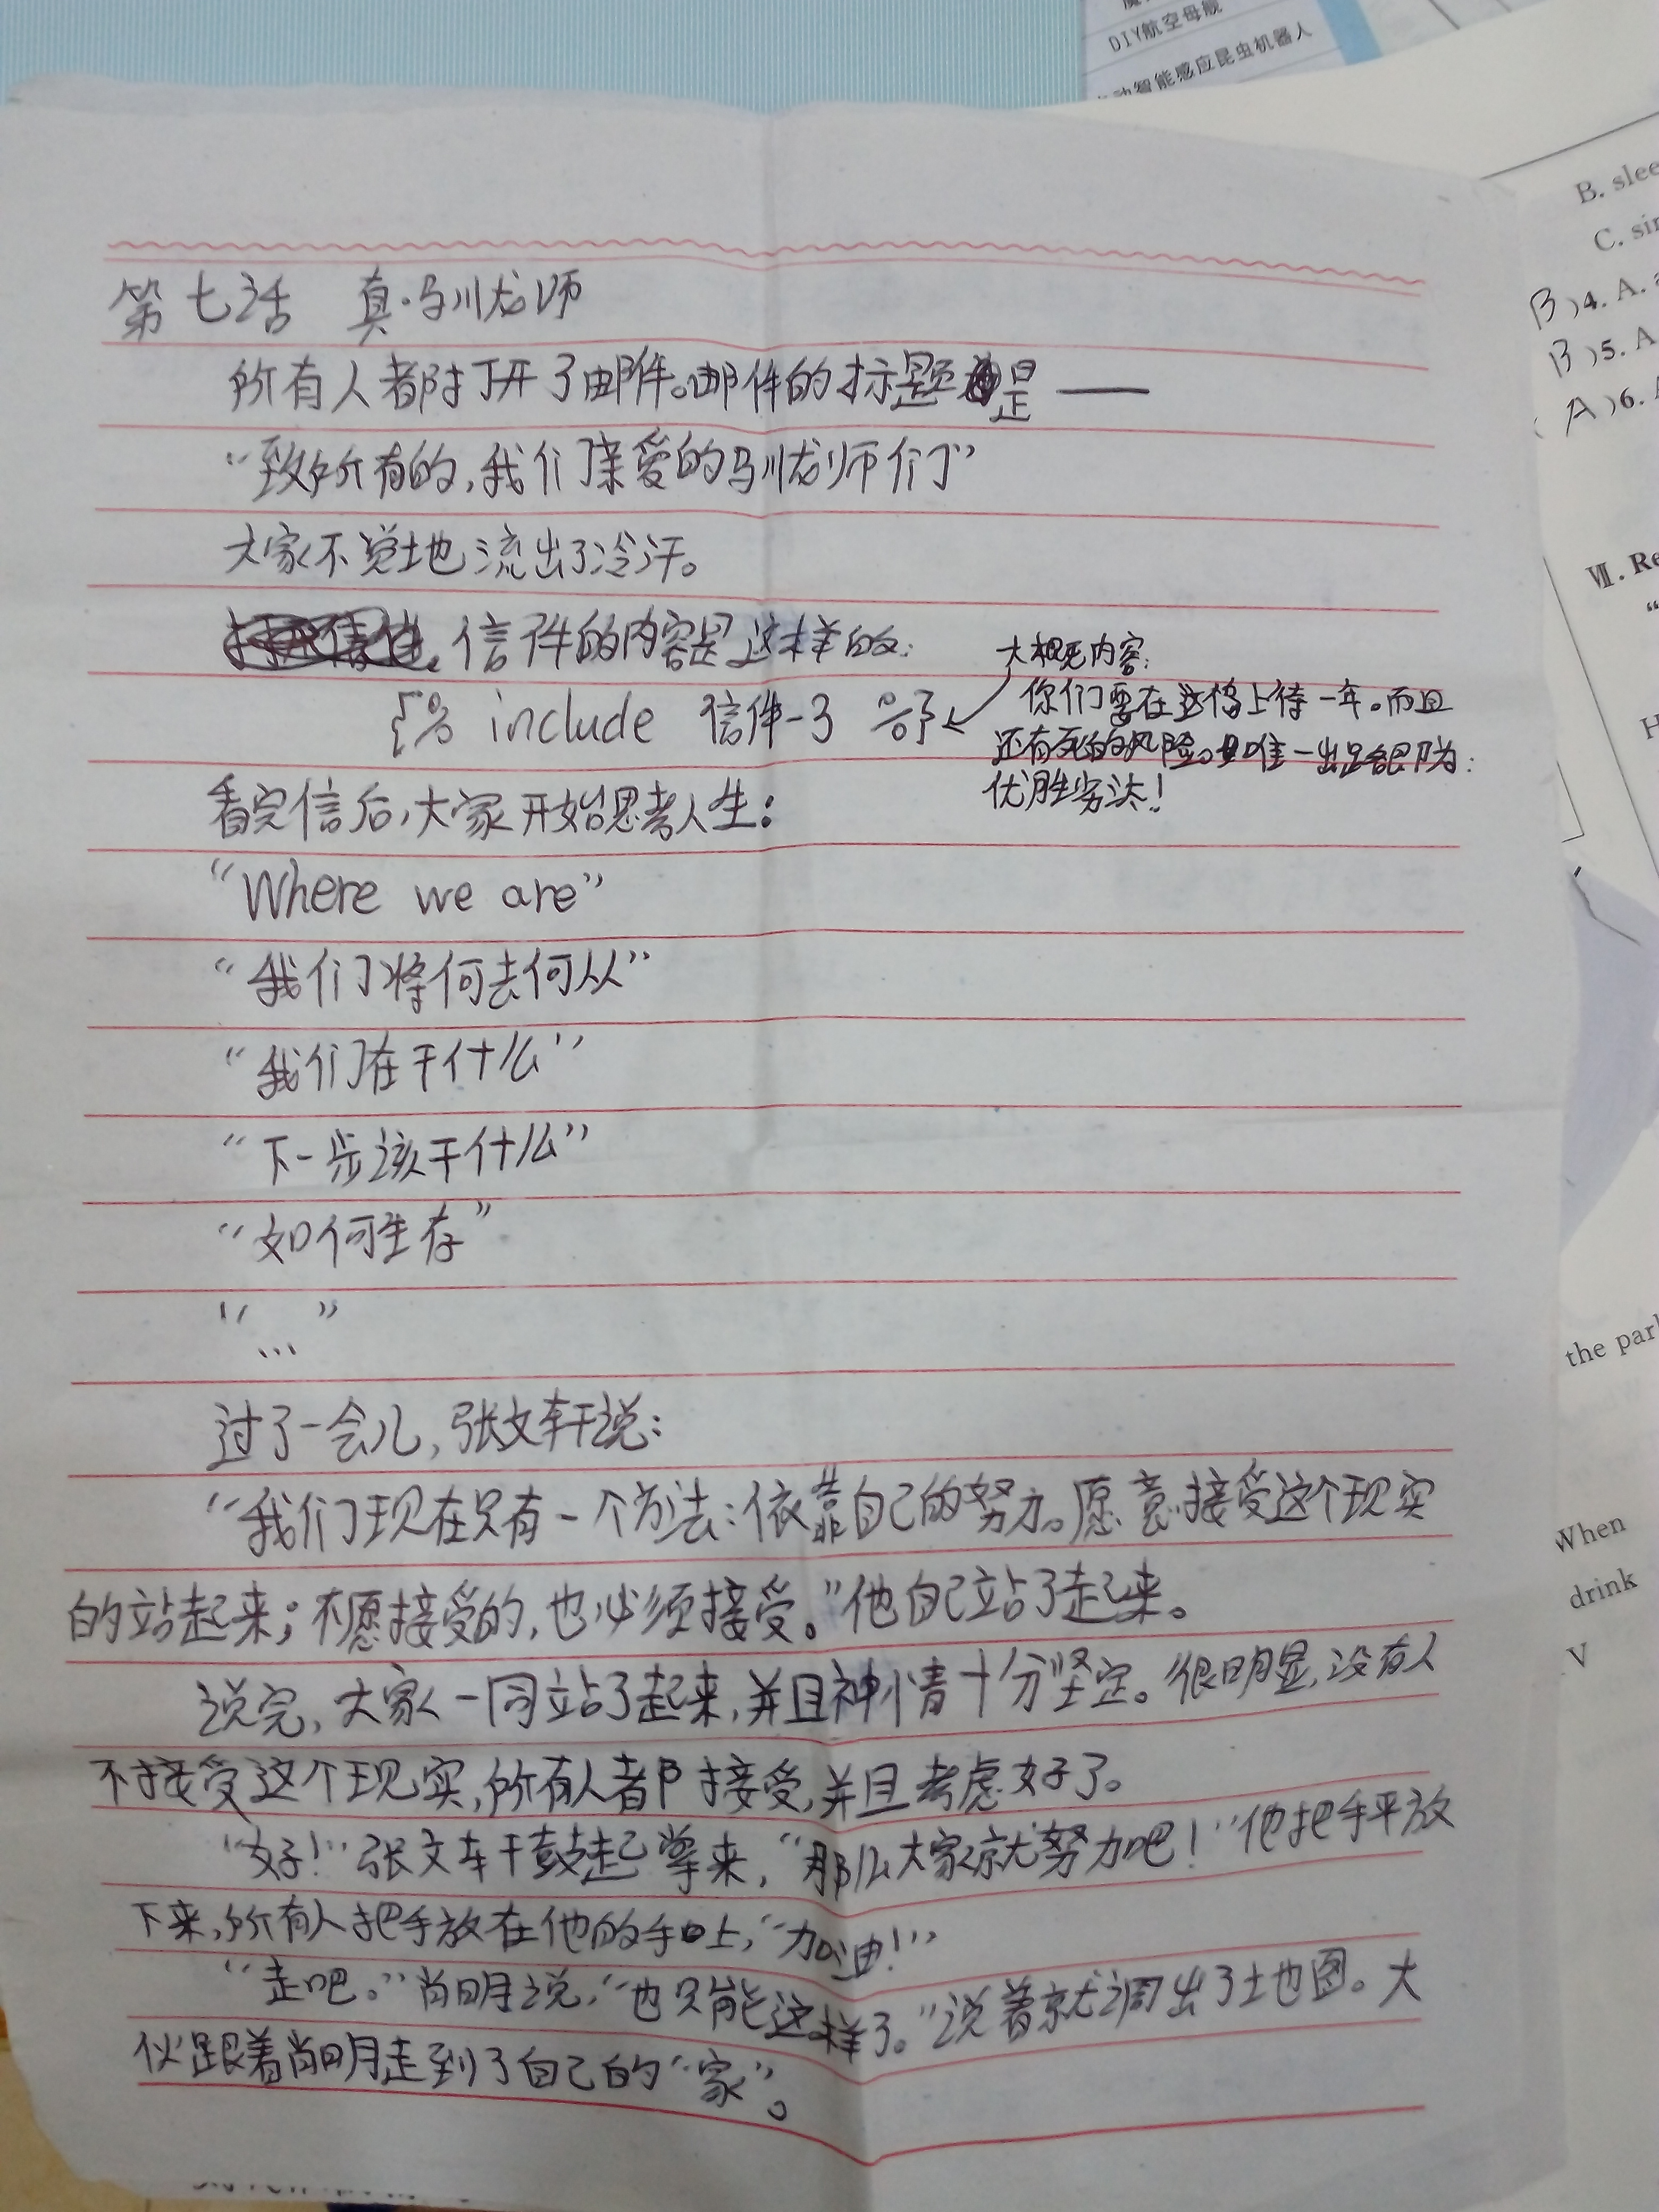 DIY航空母舰
动智能感应昆虫机器人
B. slee
C. sin
B)4. A.
B)5. A
(A)6.
Ⅶ. Re
the par
When
drink
V
第七话 真·驯龙师
所有人都打开了邮件。邮件的标题是——
“致所有的,我们亲爱的驯龙师们”
大家不觉地流出了冷汗。
信件的内容是这样的:
{% include 信件-3 %}
大概内容:
你们要在这岛上待一年。而且
还有死的风险。唯一出路即为:
优胜劣汰!
看完信后,大家开始思考人生:
“Where we are”
“我们将何去何从”
“我们在干什么”
“下一步该干什么”
“如何生存”
“…”
过了一会儿,张文轩说:
“我们现在只有一个方法:依靠自己的努力。愿意接受这个现实
的站起来;不愿接受的,也必须接受。”他自己站了起来。
说完,大家一同站了起来,并且神情十分坚定。很明显,没有人
不接受这个现实,所有人都接受,并且考虑好了。
“好!”张文轩鼓起掌来,“那么大家就努力吧!”他把手平放
下来,所有人把手放在他的手上,“加油!”
“走吧。”肖明说,“也只能这样了。”说着就调出了地图。大
伙跟着肖明走到了自己的“家”。